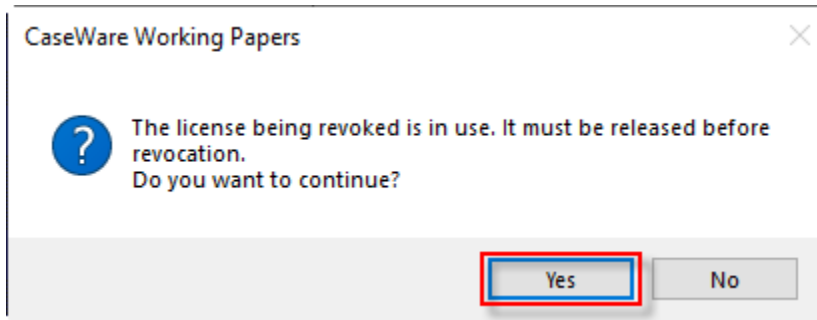 CaseWare Working Papers
The license being revoked is in use. It must be released before
revocation.
Do you want to continue?
Yes
No